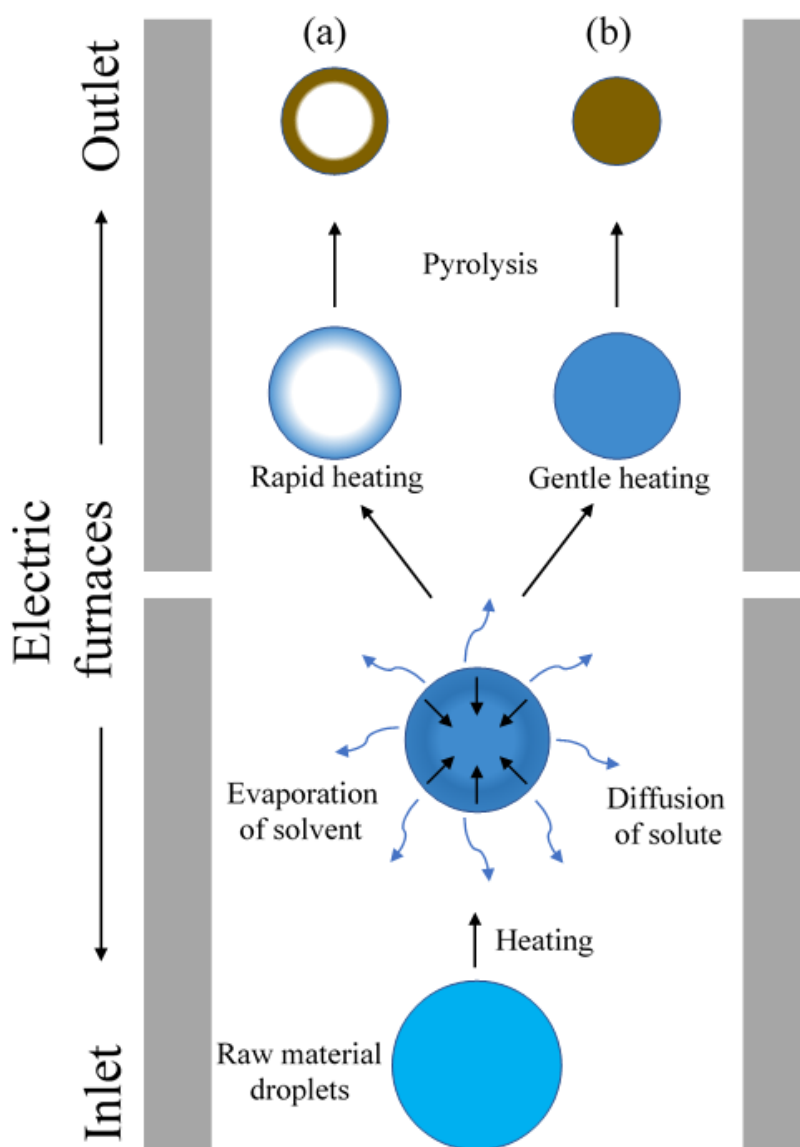 (a)
(b)
Outlet
Pyrolysis
Rapid heating
Gentle heating
Electric
furnaces
Evaporation
of solvent
Diffusion
of solute
Heating
Raw material
droplets
Inlet